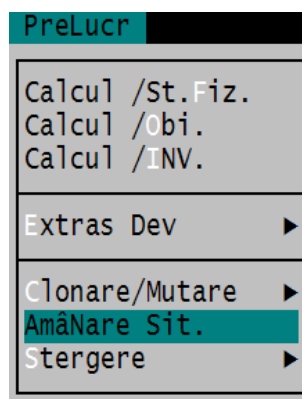 PreLucr
Calcul /St.Fiz.
Calcul /Obi.
Calcul /INV.
Extras Dev
Clonare/Mutare
AmâNare Sit.
Stergere